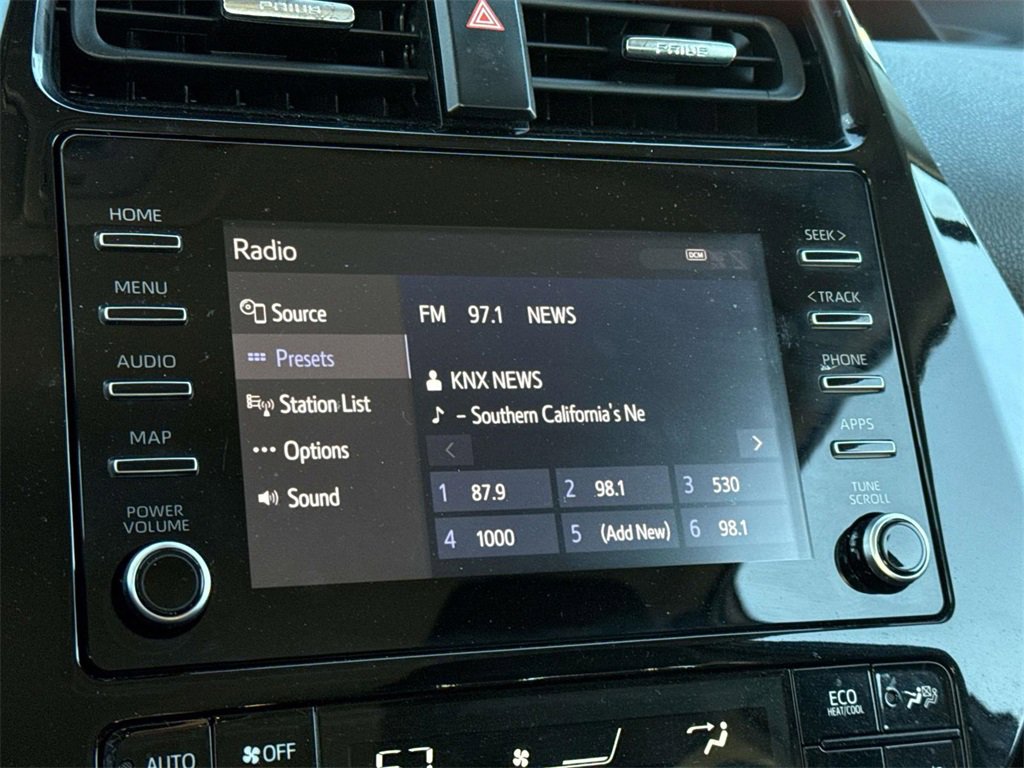 PRIUS
PRIUS
HOME
MENU
AUDIO
MAP
POWER
VOLUME
Radio
DCM
Source
Presets
Station List
Options
Sound
FM 97.1 NEWS
KNX NEWS
- Southern California's Ne
< >
1 87.9 2 98.1 3 530
4 1000 5 (Add New) 6 98.1
SEEK >
< TRACK
PHONE
APPS
TUNE
SCROLL
AUTO
OFF
ECO
HEAT/COOL